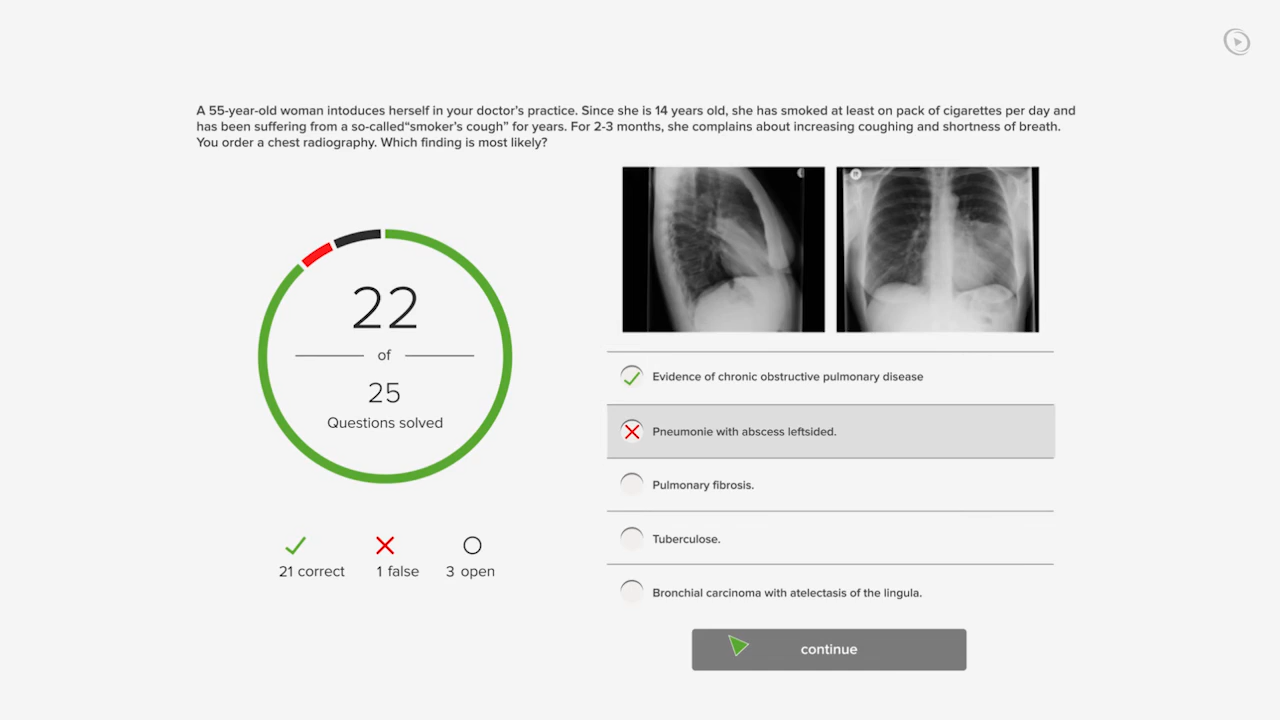 A 55-year-old woman intoduces herself in your doctor's practice. Since she is 14 years old, she has smoked at least on pack of cigarettes per day and
has been suffering from a so-called“smoker's cough” for years. For 2-3 months, she complains about increasing coughing and shortness of breath.
You order a chest radiography. Which finding is most likely?
22
of
25
Questions solved
21 correct
1 false
3 open
Evidence of chronic obstructive pulmonary disease
Pneumonie with abscess leftsided.
Pulmonary fibrosis.
Tuberculose.
Bronchial carcinoma with atelectasis of the lingula.
continue